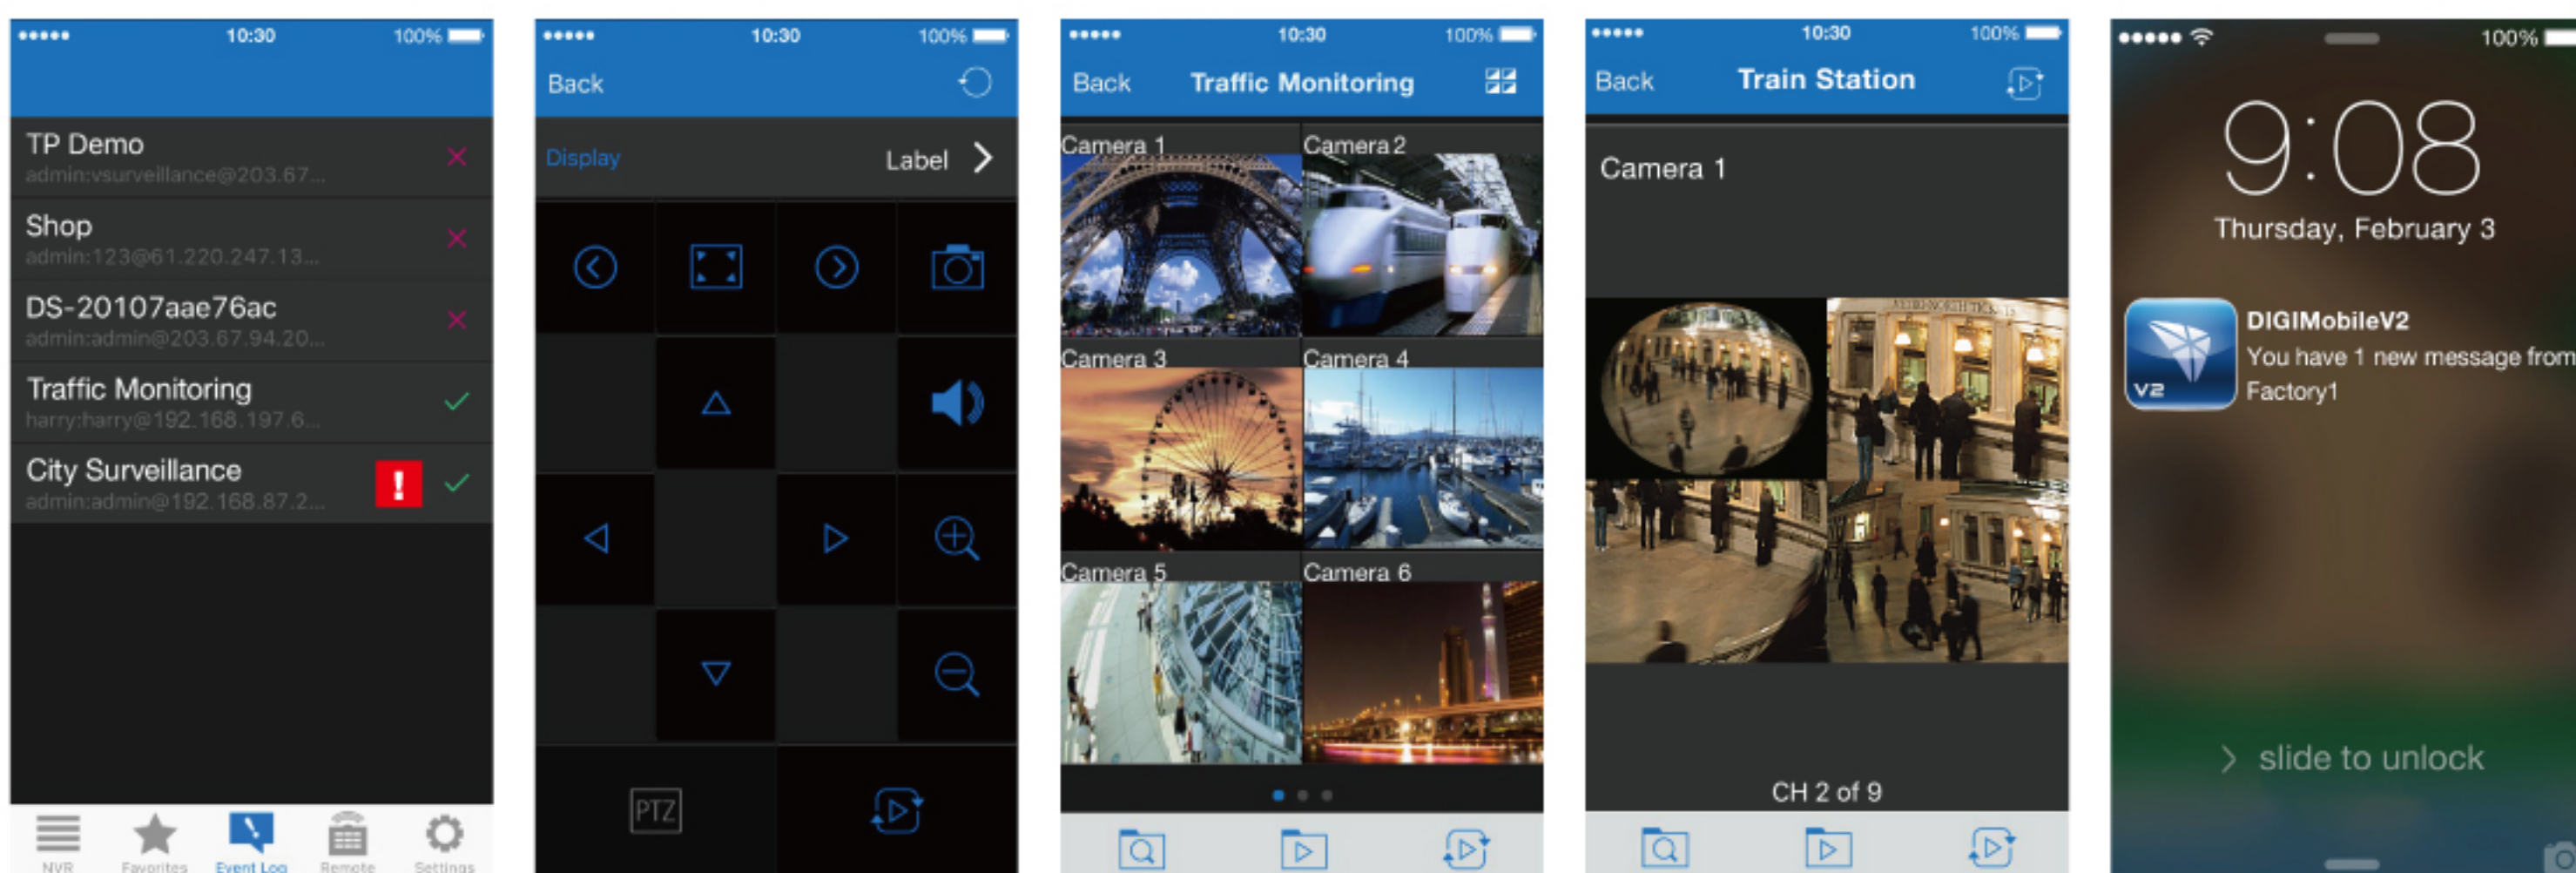 10:30
100%
TP Demo
admin:vsurveillance@203.67...
Shop
admin:123@61.220.247.13...
DS-20107aae76ac
admin:admin@203.67.94.20...
Traffic Monitoring
harry:harry@192.168.197.6...
City Surveillance
admin:admin@192.168.87.2...
!
NVR
Favorites
Event Log
Remote
Settings
10:30
100%
Back
Display
Label
PTZ
10:30
100%
Back
Traffic Monitoring
Camera 1
Camera 2
Camera 3
Camera 4
Camera 5
Camera 6
10:30
100%
Back
Train Station
Camera 1
CH 2 of 9
100%
9:08
Thursday, February 3
V2
DIGIMobileV2
You have 1 new message from
Factory1
> slide to unlock